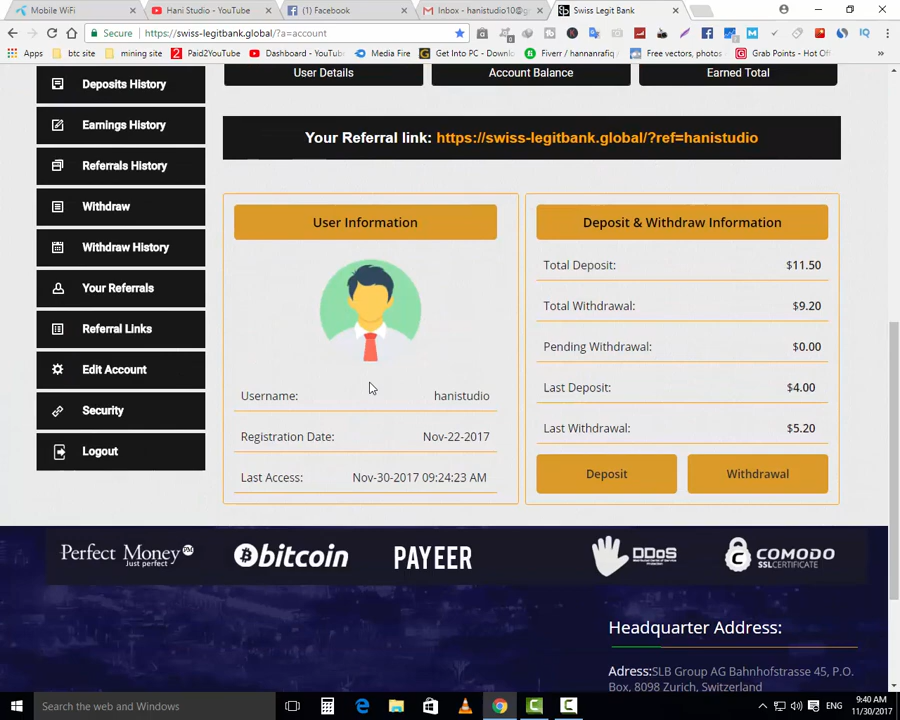 Mobile WiFi
Hani Studio - YouTube
(1) Facebook
Inbox - hanistudio10@g
Swiss Legit Bank
Secure
https://swiss-legitbank.global/?a=account
Apps
btc site
mining site
Paid2YouTube
Dashboard - YouTub
Media Fire
Get Into PC - Downlo
Fiverr / hannanrafiq
Free vectors, photos
Grab Points - Hot Off
Deposits History
Earnings History
Referrals History
Withdraw
Withdraw History
Your Referrals
Referral Links
Edit Account
Security
Logout
User Details
Account Balance
Earned Total
Your Referral link: https://swiss-legitbank.global/?ref=hanistudio
User Information
Username: hanistudio
Registration Date: Nov-22-2017
Last Access: Nov-30-2017 09:24:23 AM
Deposit & Withdraw Information
Total Deposit: $11.50
Total Withdrawal: $9.20
Pending Withdrawal: $0.00
Last Deposit: $4.00
Last Withdrawal: $5.20
Deposit
Withdrawal
Perfect Money PM
Just perfect
bitcoin
PAYEER
DDoS
COMODO
SSL CERTIFICATE
Headquarter Address:
Adress:SLB Group AG Bahnhofstrasse 45, P.O.
Box, 8098 Zurich, Switzerland
Search the web and Windows
ENG
9:40 AM
11/30/2017